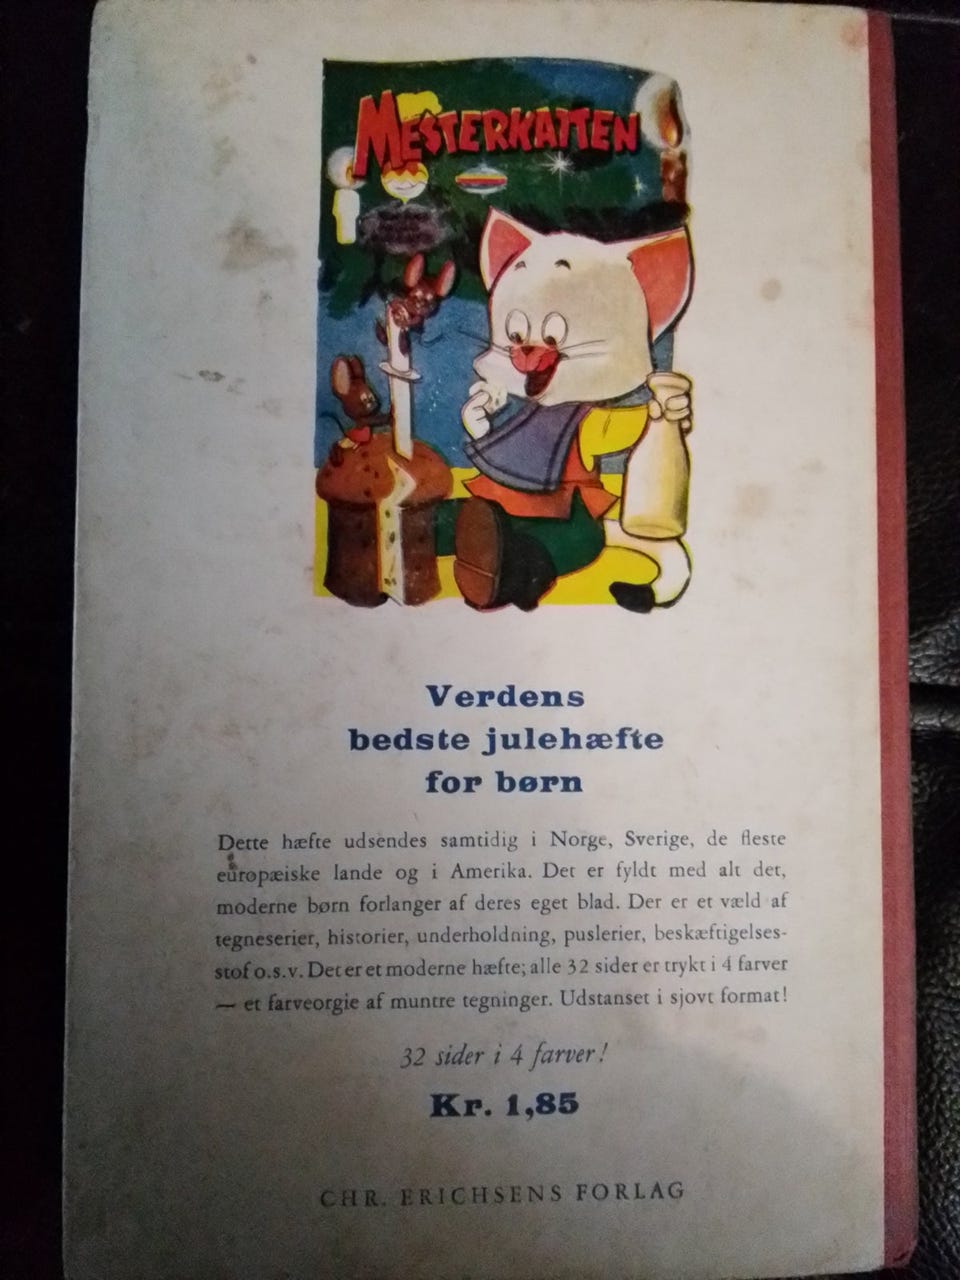 MESTERKATTEN
Verdens
bedste julehæfte
for børn
Dette hæfte udsendes samtidig i Norge, Sverige, de fleste
europæiske lande og i Amerika. Det er fyldt med alt det,
moderne børn forlanger af deres eget blad. Der er et væld af
tegneserier, historier, underholdning, puslerier, beskæftigelses-
stof o.s.v. Det er et moderne hæfte; alle 32 sider er trykt i 4 farver
— et farveorgie af muntre tegninger. Udstanset i sjovt format!
32 sider i 4 farver!
Kr. 1,85
CHR. ERICHSENS FORLAG